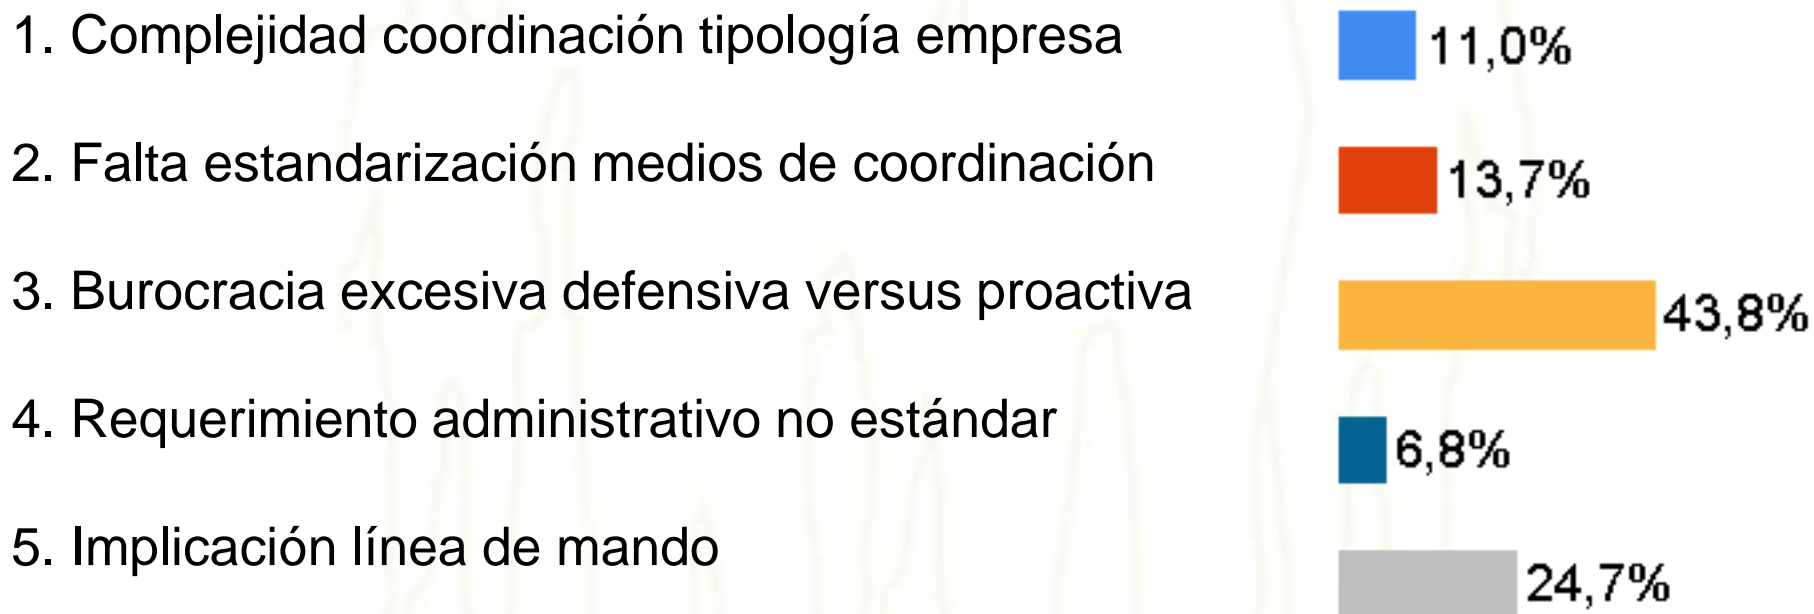 1. Complejidad coordinación tipología empresa 11,0%
2. Falta estandarización medios de coordinación 13,7%
3. Burocracia excesiva defensiva versus proactiva 43,8%
4. Requerimiento administrativo no estándar 6,8%
5. Implicación línea de mando 24,7%